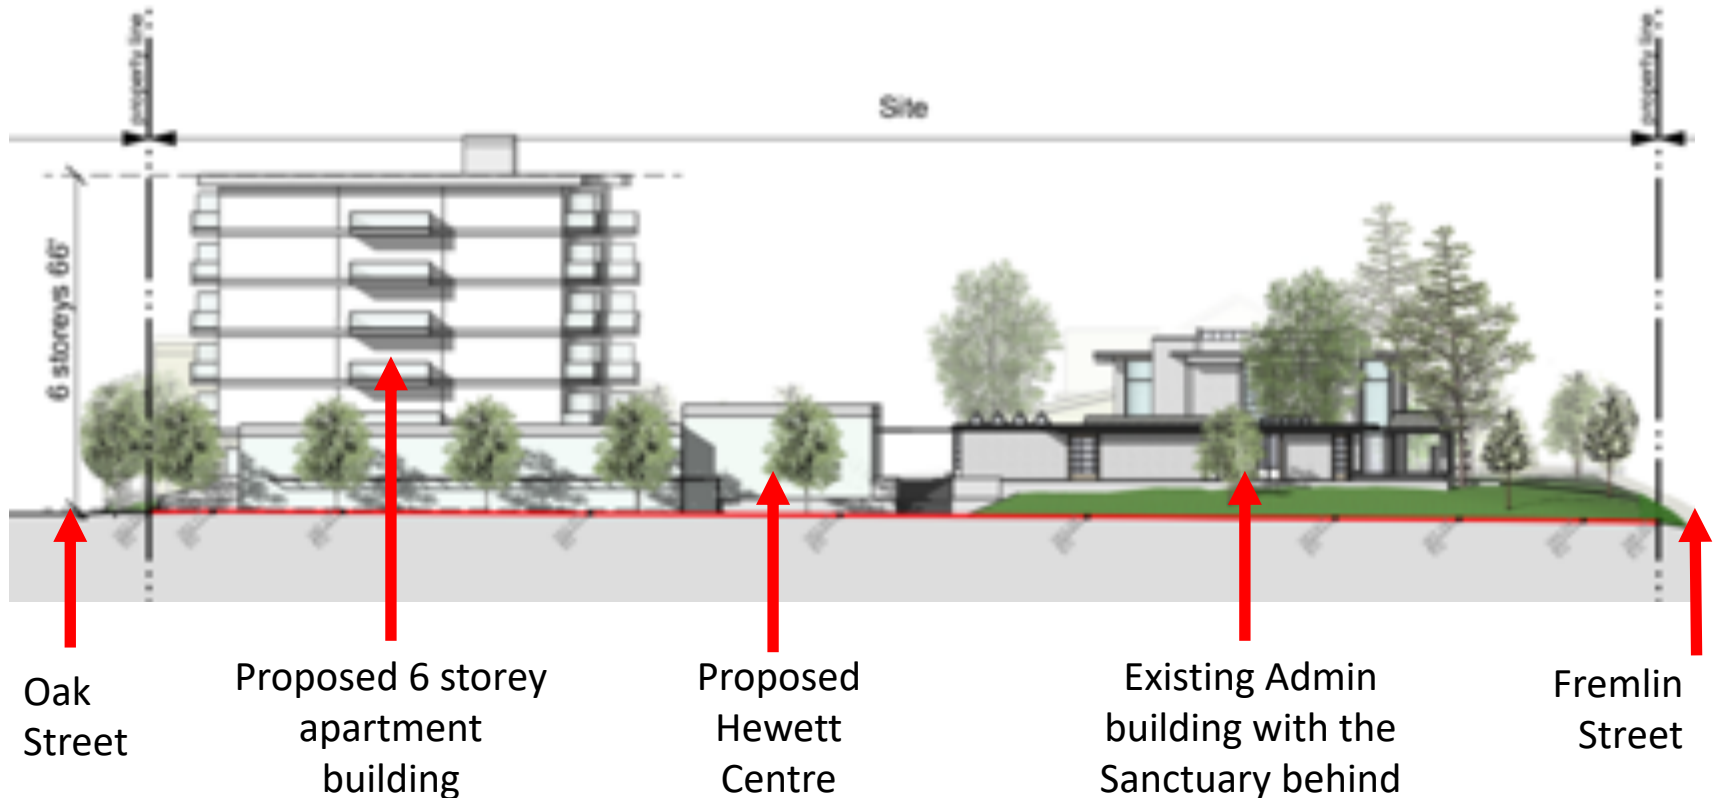 property line
property line
Site
6 storeys 66'
Oak
Street
Proposed 6 storey
apartment
building
Proposed
Hewett
Centre
Existing Admin
building with the
Sanctuary behind
Fremlin
Street